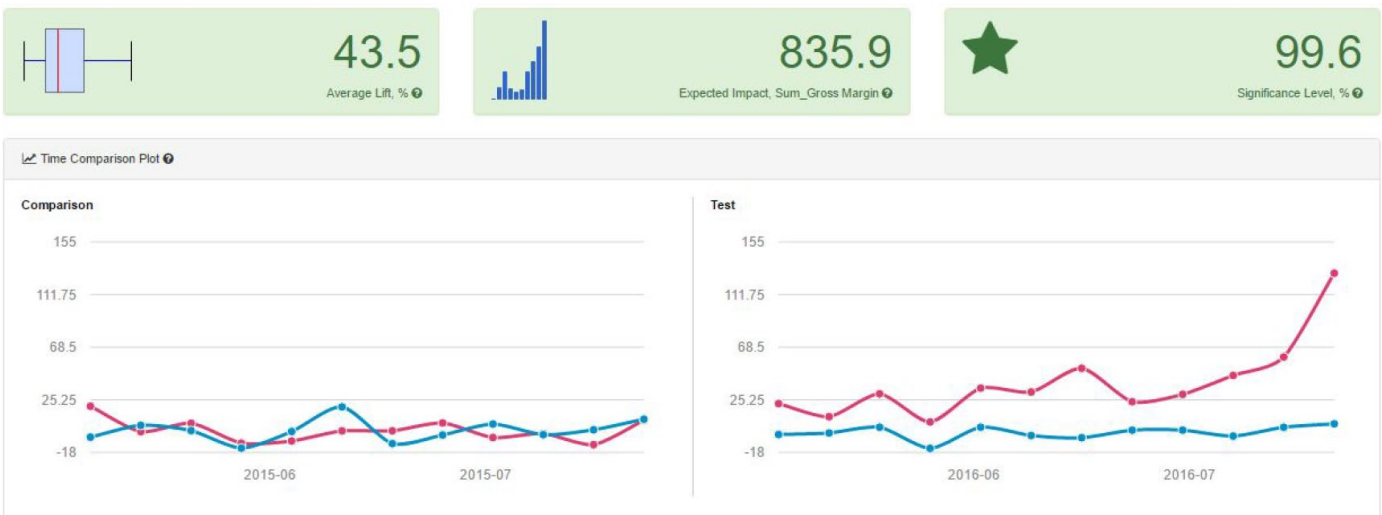 43.5
Average Lift, %
835.9
Expected Impact, Sum_Gross Margin
99.6
Significance Level, %
Time Comparison Plot
Comparison
155
111.75
68.5
25.25
-18
2015-06 2015-07
Test
155
111.75
68.5
25.25
-18
2016-06 2016-07